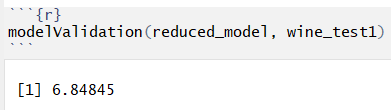 ```{r}
modelValidation(reduced_model, wine_test1)
```
[1] 6.84845